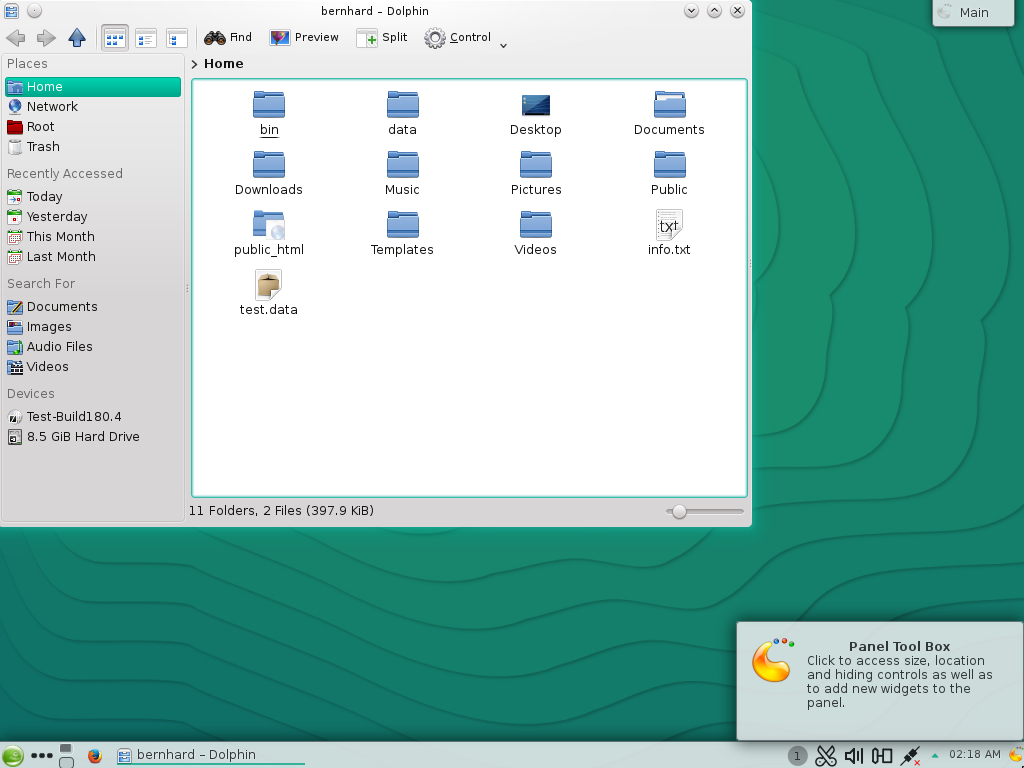 bernhard – Dolphin
Main
Find
Preview
Split
Control
Places
Home
Network
Root
Trash
Recently Accessed
Today
Yesterday
This Month
Last Month
Search For
Documents
Images
Audio Files
Videos
Devices
Test-Build180.4
8.5 GiB Hard Drive
Home
bin
data
Desktop
Documents
Downloads
Music
Pictures
Public
public_html
Templates
Videos
txt
info.txt
test.data
11 Folders, 2 Files (397.9 KiB)
Panel Tool Box
Click to access size, location
and hiding controls as well as
to add new widgets to the
panel.
bernhard – Dolphin
1
02:18 AM